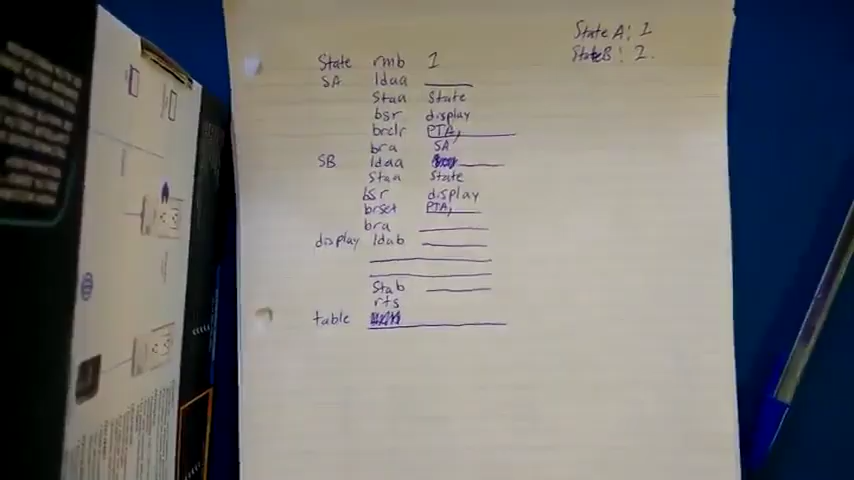 State A: 1
State B: 2.
State rmb 1
SA ldaa
Staa State
bsr display
brclr PTA,
bra SA
SB ldaa
Staa State
bsr display
brset PTA,
bra
display ldab
Stab
rts
table